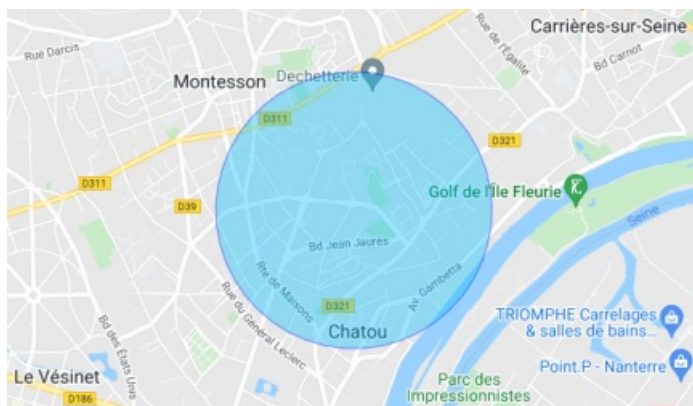 Carrières-sur-Seine
Rue Darcis
Rue de l'Égalité
Bd Carnot
Montesson
Dechetterie
D311
D321
D311
Golf de l'Île Fleurie
D39
Seine
Bd Jean Jaurès
Rte de Maisons
Av. Gambetta
D321
Rue du Général Leclerc
TRIOMPHE Carrelages
& salles de bains...
Chatou
Bd des États Unis
Point.P - Nanterre
Le Vésinet
Parc des
Impressionnistes
D186